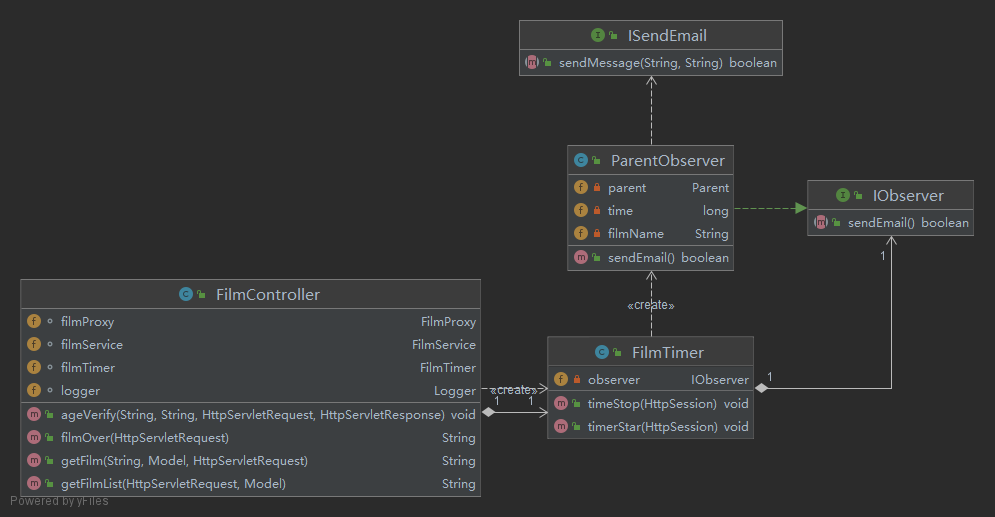 ISendEmail
sendMessage(String, String) boolean
ParentObserver
parent Parent
time long
filmName String
sendEmail() boolean
IObserver
sendEmail() boolean
1
«create»
FilmController
filmProxy FilmProxy
filmService FilmService
filmTimer FilmTimer
logger Logger
ageVerify(String, String, HttpServletRequest, HttpServletResponse) void
filmOver(HttpServletRequest) String
getFilm(String, Model, HttpServletRequest) String
getFilmList(HttpServletRequest, Model) String
«create»
1 1
FilmTimer
observer IObserver
timeStop(HttpSession) void
timerStar(HttpSession) void
1
Powered by yFiles